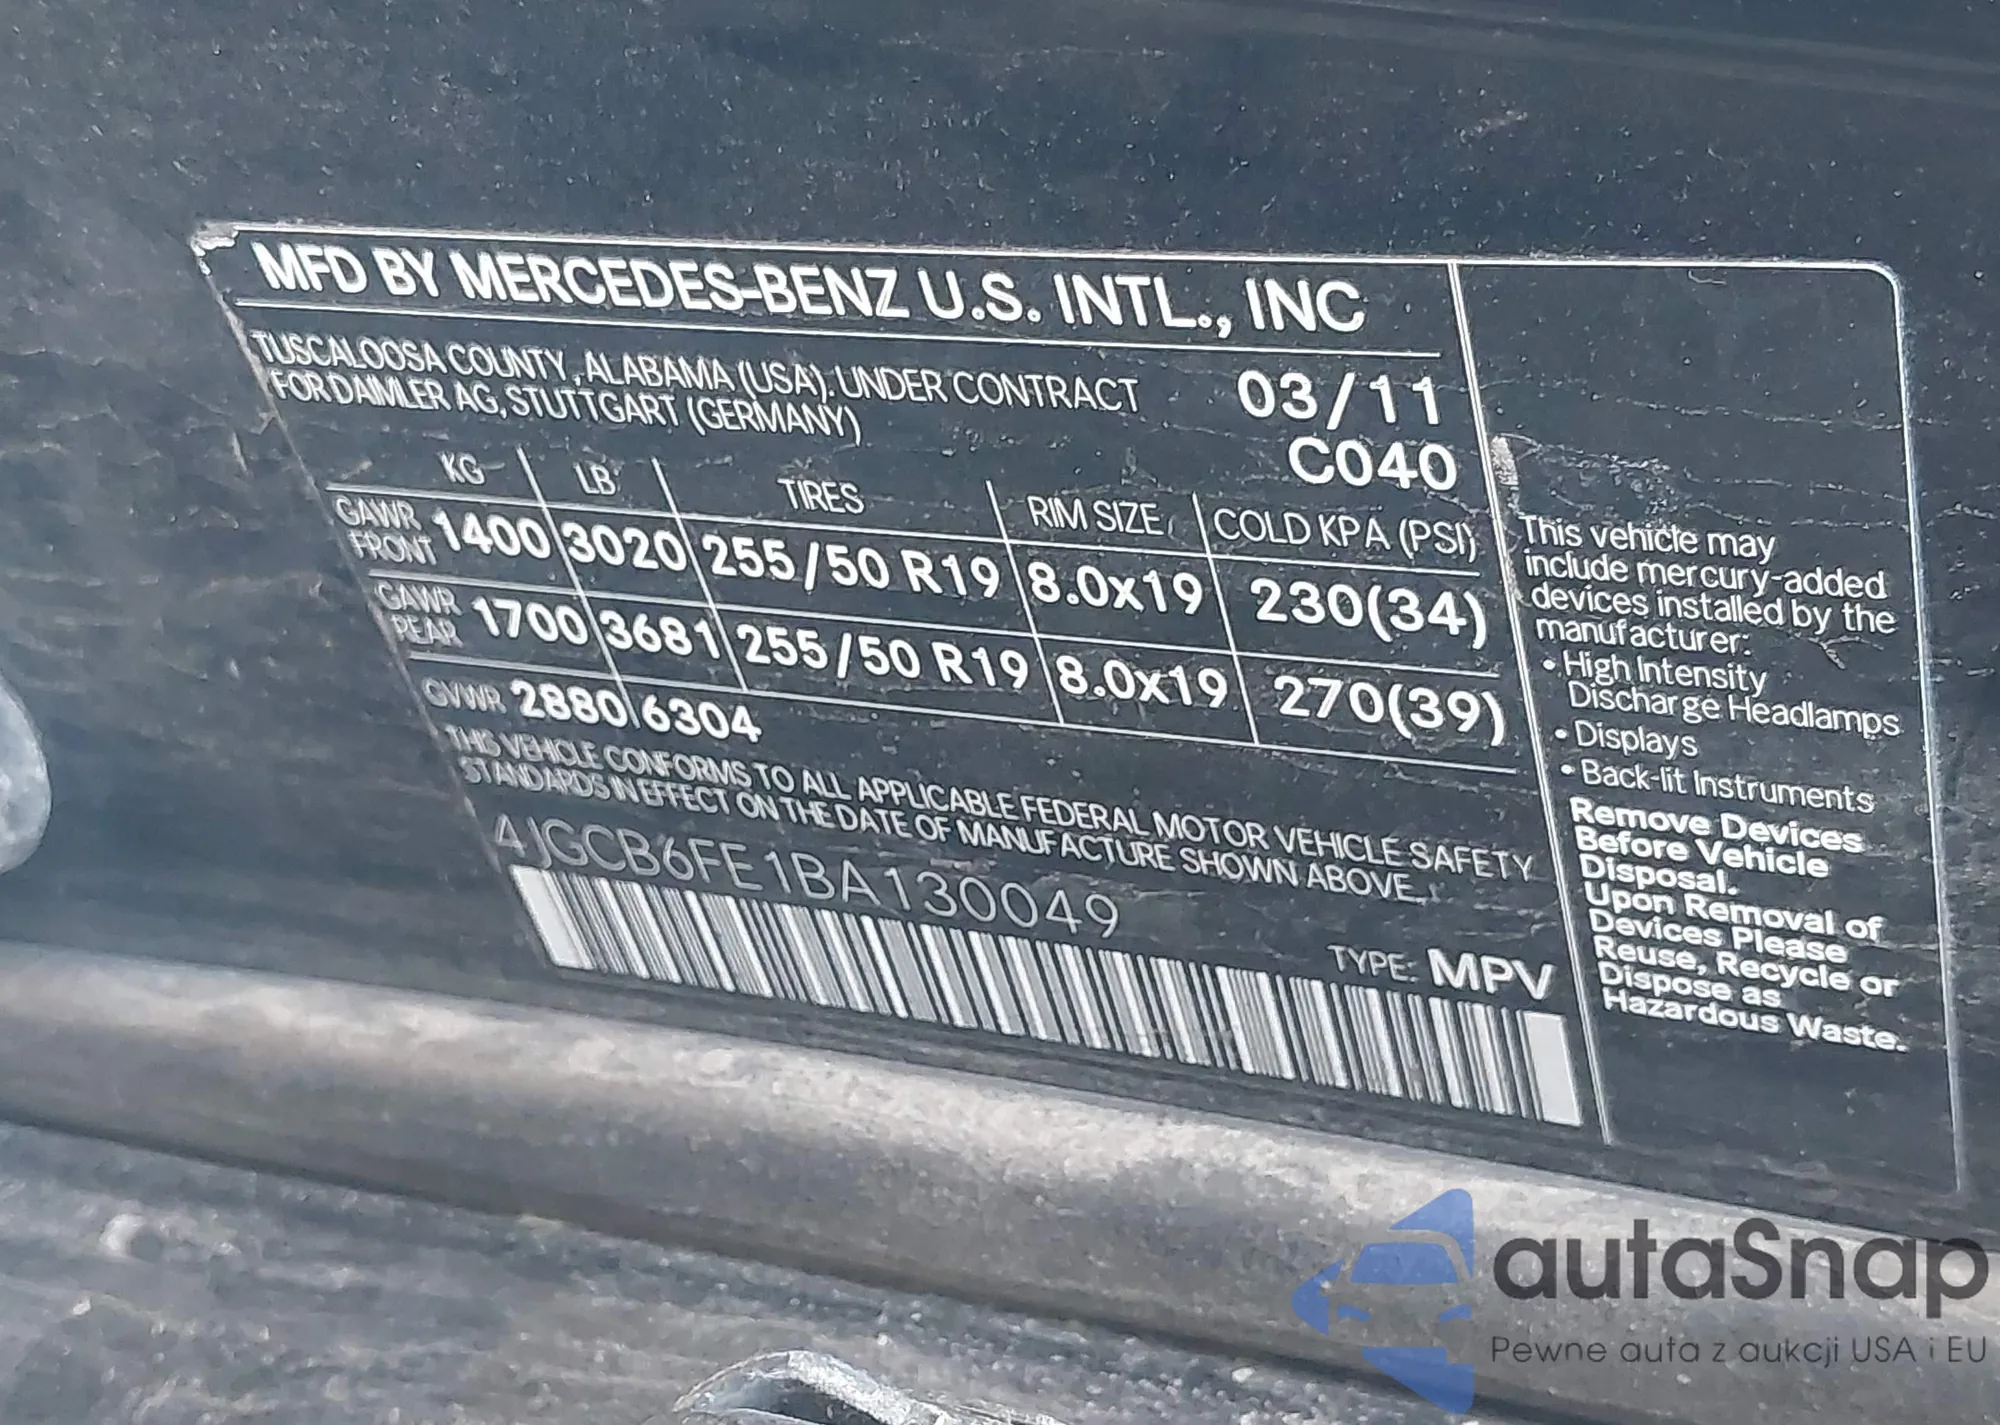 MFD BY MERCEDES-BENZ U.S. INTL., INC
TUSCALOOSA COUNTY, ALABAMA (USA). UNDER CONTRACT
FOR DAIMLER AG, STUTTGART (GERMANY)
03/11
C040
KG LB TIRES RIM SIZE COLD KPA (PSI)
GAWR FRONT 1400 3020 255/50 R19 8.0x19 230(34)
GAWR REAR 1700 3681 255/50 R19 8.0x19 270(39)
GVWR 2880 6304
THIS VEHICLE CONFORMS TO ALL APPLICABLE FEDERAL MOTOR VEHICLE SAFETY
STANDARDS IN EFFECT ON THE DATE OF MANUFACTURE SHOWN ABOVE.
4JGCB6FE1BA130049
TYPE: MPV
This vehicle may
include mercury-added
devices installed by the
manufacturer:
• High Intensity
Discharge Headlamps
• Displays
• Back-lit Instruments
Remove Devices
Before Vehicle
Disposal.
Upon Removal of
Devices Please
Reuse, Recycle or
Dispose as
Hazardous Waste.
autaSnap
Pewne auta z aukcji USA i EU